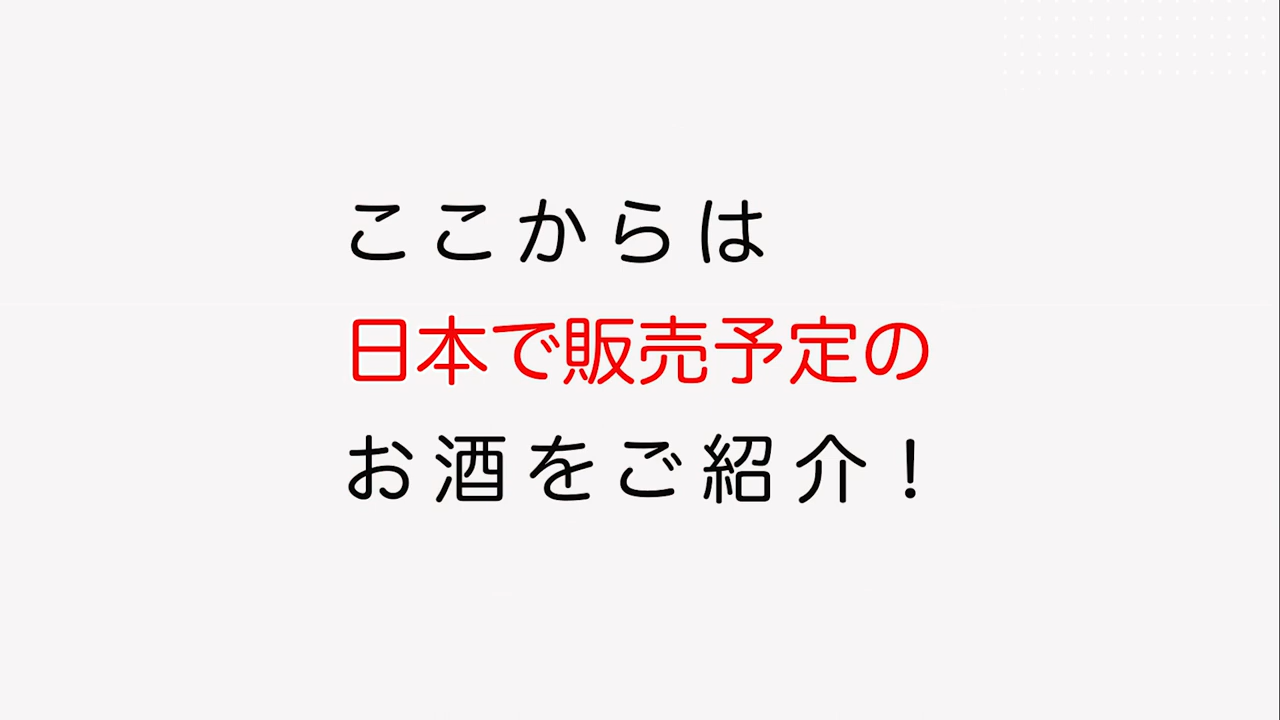 ここからは
日本で販売予定の
お酒をご紹介！